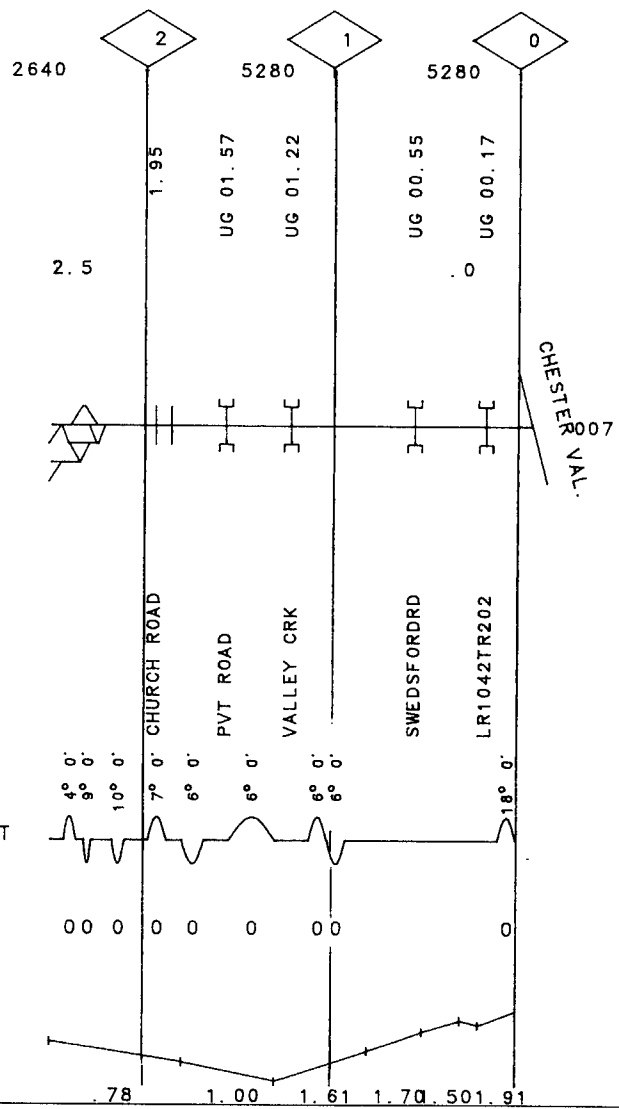 2 1 0
2640 5280 5280
1.95
UG 01.57
UG 01.22
UG 00.55
UG 00.17
2.5 .0
CHESTER VAL.
007
CHURCH ROAD
PVT ROAD
VALLEY CRK
SWEDSFORDRD
LR1042TR202
4° 0'
9° 0'
10° 0'
7° 0'
6° 0'
6° 0'
6° 0'
6° 0'
18° 0'
T
0 0 0 0 0 0 0 0 0
.78 1.00 1.61 1.70 1.50 1.91